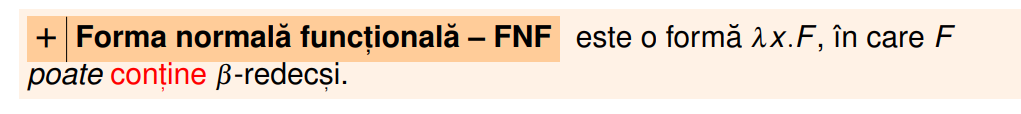 + Forma normală funcțională – FNF este o formă λx.F, în care F
poate conține β-redecși.